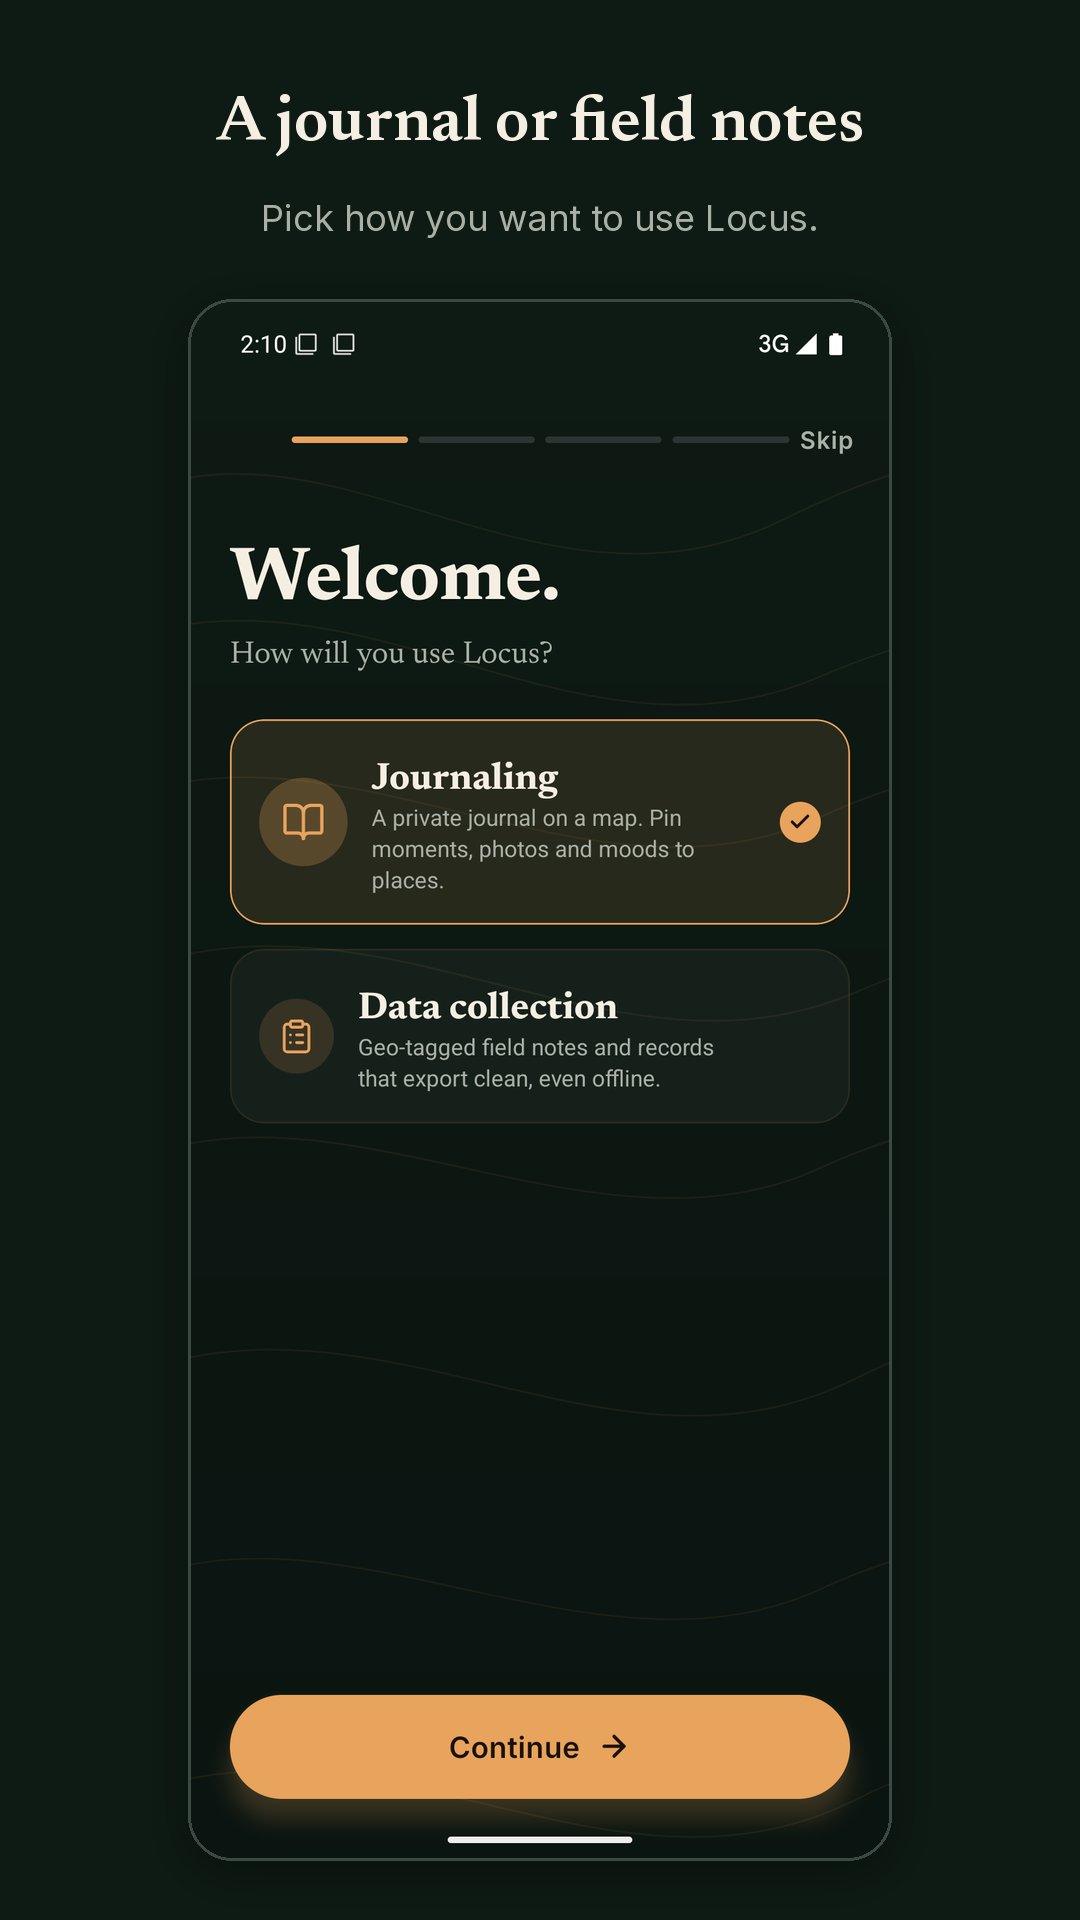 A journal or field notes
Pick how you want to use Locus.
2:10
3G
Skip
Welcome.
How will you use Locus?
Journaling
A private journal on a map. Pin
moments, photos and moods to
places.
Data collection
Geo-tagged field notes and records
that export clean, even offline.
Continue